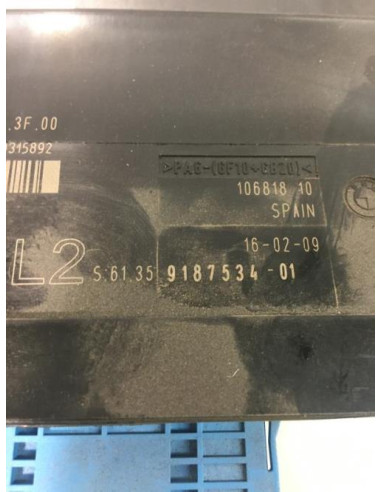 .3F.00
315892
>PA6-(GF10+GB20)<
106818 10
SPAIN
16-02-09
L2 S:61.35 9187534-01